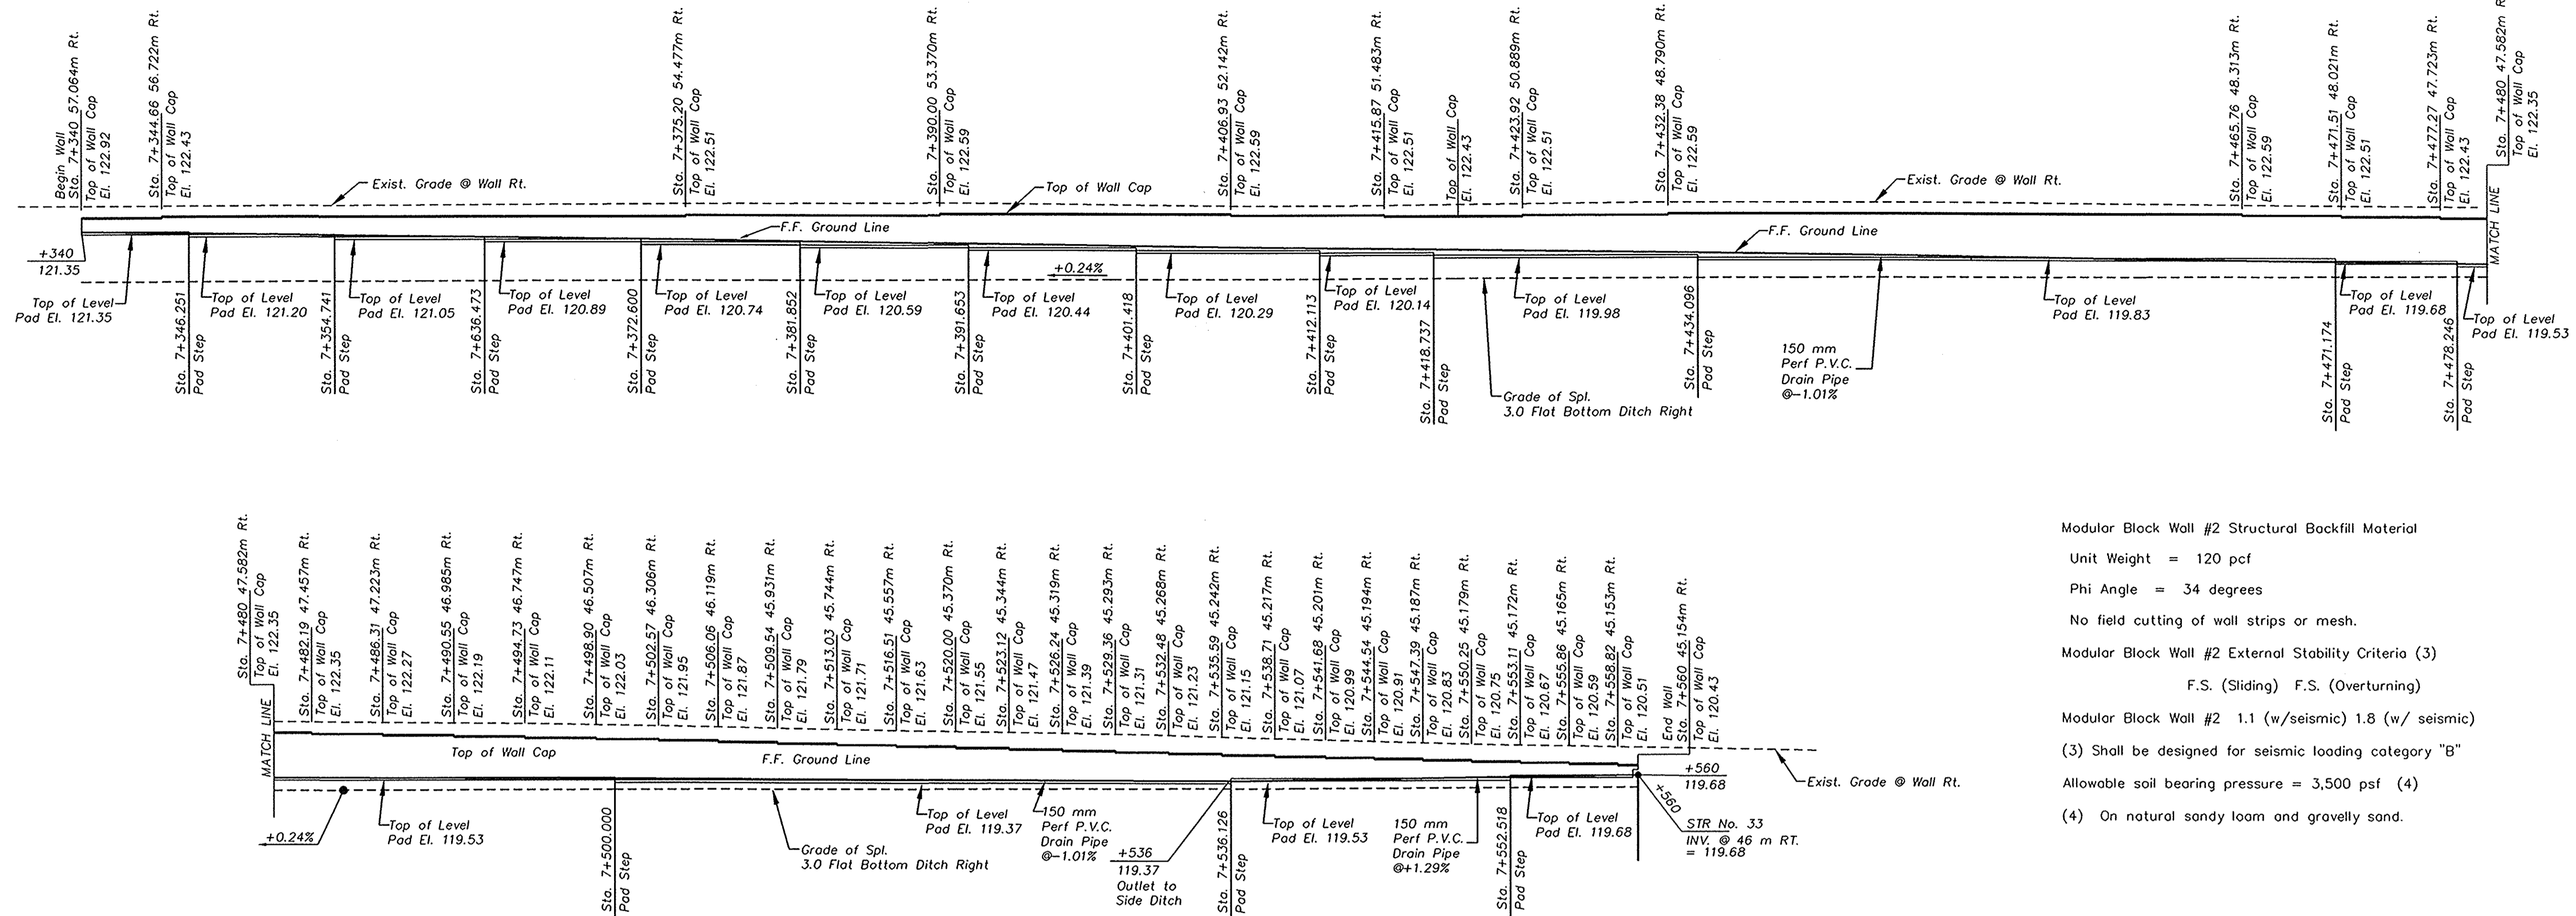 Begin Wall
Sta. 7+340 57.064m Rt.
Top of Wall Cap
El. 122.92
Sta. 7+344.66 56.722m Rt.
Top of Wall Cap
El. 122.43
Sta. 7+375.20 54.477m Rt.
Top of Wall Cap
El. 122.51
Sta. 7+390.00 53.370m Rt.
Top of Wall Cap
El. 122.59
Sta. 7+406.93 52.142m Rt.
Top of Wall Cap
El. 122.59
Sta. 7+415.87 51.483m Rt.
Top of Wall Cap
El. 122.51
Top of Wall Cap
El. 122.43
Sta. 7+423.92 50.889m Rt.
Top of Wall Cap
El. 122.51
Sta. 7+432.38 48.790m Rt.
Top of Wall Cap
El. 122.59
Sta. 7+465.76 48.313m Rt.
Top of Wall Cap
El. 122.59
Sta. 7+471.51 48.021m Rt.
Top of Wall Cap
El. 122.51
Sta. 7+477.27 47.723m Rt.
Top of Wall Cap
El. 122.43
Sta. 7+480 47.582m R
Top of Wall Cap
El. 122.35
MATCH LINE
Exist. Grade @ Wall Rt.
Top of Wall Cap
Exist. Grade @ Wall Rt.
F.F. Ground Line
F.F. Ground Line
+340
121.35
+0.24%
Top of Level
Pad El. 121.35
Sta. 7+346.251
Pad Step
Top of Level
Pad El. 121.20
Sta. 7+354.741
Pad Step
Top of Level
Pad El. 121.05
Sta. 7+636.473
Pad Step
Top of Level
Pad El. 120.89
Sta. 7+372.600
Pad Step
Top of Level
Pad El. 120.74
Sta. 7+381.852
Pad Step
Top of Level
Pad El. 120.59
Sta. 7+391.653
Pad Step
Top of Level
Pad El. 120.44
Sta. 7+401.418
Pad Step
Top of Level
Pad El. 120.29
Sta. 7+412.113
Pad Step
Top of Level
Pad El. 120.14
Sta. 7+418.737
Pad Step
Top of Level
Pad El. 119.98
Grade of Spl.
3.0 Flat Bottom Ditch Right
Sta. 7+434.096
Pad Step
150 mm
Perf P.V.C.
Drain Pipe
@-1.01%
Top of Level
Pad El. 119.83
Sta. 7+471.174
Pad Step
Top of Level
Pad El. 119.68
Sta. 7+478.246
Pad Step
Top of Level
Pad El. 119.53
Sta. 7+480 47.582m Rt.
Top of Wall Cap
El. 122.35
MATCH LINE
Sta. 7+482.19 47.457m Rt.
Top of Wall Cap
El. 122.35
Sta. 7+486.31 47.223m Rt.
Top of Wall Cap
El. 122.27
Sta. 7+490.55 46.985m Rt.
Top of Wall Cap
El. 122.19
Sta. 7+494.73 46.747m Rt.
Top of Wall Cap
El. 122.11
Sta. 7+498.90 46.507m Rt.
Top of Wall Cap
El. 122.03
Sta. 7+502.57 46.306m Rt.
Top of Wall Cap
El. 121.95
Sta. 7+506.06 46.119m Rt.
Top of Wall Cap
El. 121.87
Sta. 7+509.54 45.931m Rt.
Top of Wall Cap
El. 121.79
Sta. 7+513.03 45.744m Rt.
Top of Wall Cap
El. 121.71
Sta. 7+516.51 45.557m Rt.
Top of Wall Cap
El. 121.63
Sta. 7+520.00 45.370m Rt.
Top of Wall Cap
El. 121.55
Sta. 7+523.12 45.344m Rt.
Top of Wall Cap
El. 121.47
Sta. 7+526.24 45.319m Rt.
Top of Wall Cap
El. 121.39
Sta. 7+529.36 45.293m Rt.
Top of Wall Cap
El. 121.31
Sta. 7+532.48 45.268m Rt.
Top of Wall Cap
El. 121.23
Sta. 7+535.59 45.242m Rt.
Top of Wall Cap
El. 121.15
Sta. 7+538.71 45.217m Rt.
Top of Wall Cap
El. 121.07
Sta. 7+541.68 45.201m Rt.
Top of Wall Cap
El. 120.99
Sta. 7+544.54 45.194m Rt.
Top of Wall Cap
El. 120.91
Sta. 7+547.39 45.187m Rt.
Top of Wall Cap
El. 120.83
Sta. 7+550.25 45.179m Rt.
Top of Wall Cap
El. 120.75
Sta. 7+553.11 45.172m Rt.
Top of Wall Cap
El. 120.67
Sta. 7+555.86 45.165m Rt.
Top of Wall Cap
El. 120.59
Sta. 7+558.82 45.153m Rt.
Top of Wall Cap
El. 120.51
End Wall
Sta. 7+560 45.154m Rt.
Top of Wall Cap
El. 120.43
Top of Wall Cap
F.F. Ground Line
Exist. Grade @ Wall Rt.
+0.24%
Top of Level
Pad El. 119.53
Sta. 7+500.000
Pad Step
Grade of Spl.
3.0 Flat Bottom Ditch Right
Top of Level
Pad El. 119.37
150 mm
Perf P.V.C.
Drain Pipe
@-1.01%
+536
119.37
Outlet to
Side Ditch
Sta. 7+536.126
Pad Step
Top of Level
Pad El. 119.53
150 mm
Perf P.V.C.
Drain Pipe
@+1.29%
Sta. 7+552.518
Pad Step
Top of Level
Pad El. 119.68
+560
119.68
+560
STR No. 33
INV. @ 46 m RT.
= 119.68
Modular Block Wall #2 Structural Backfill Material
Unit Weight = 120 pcf
Phi Angle = 34 degrees
No field cutting of wall strips or mesh.
Modular Block Wall #2 External Stability Criteria (3)
F.S. (Sliding) F.S. (Overturning)
Modular Block Wall #2 1.1 (w/seismic) 1.8 (w/ seismic)
(3) Shall be designed for seismic loading category "B"
Allowable soil bearing pressure = 3,500 psf (4)
(4) On natural sandy loam and gravelly sand.